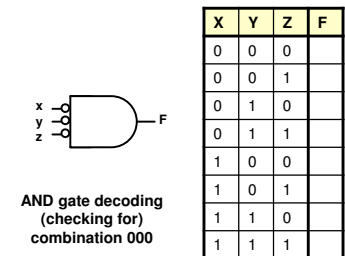 x
y
z
F
AND gate decoding
(checking for)
combination 000
X Y Z F
0 0 0
0 0 1
0 1 0
0 1 1
1 0 0
1 0 1
1 1 0
1 1 1